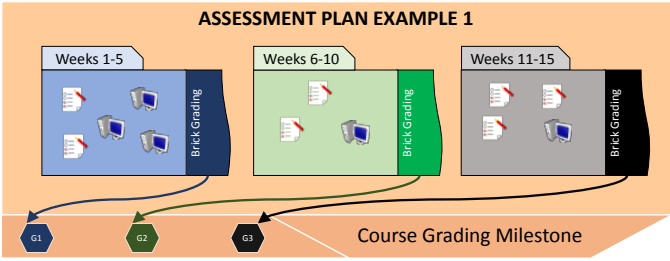 ASSESSMENT PLAN EXAMPLE 1
Weeks 1-5
Weeks 6-10
Weeks 11-15
Brick Grading
Brick Grading
Brick Grading
G1
G2
G3
Course Grading Milestone